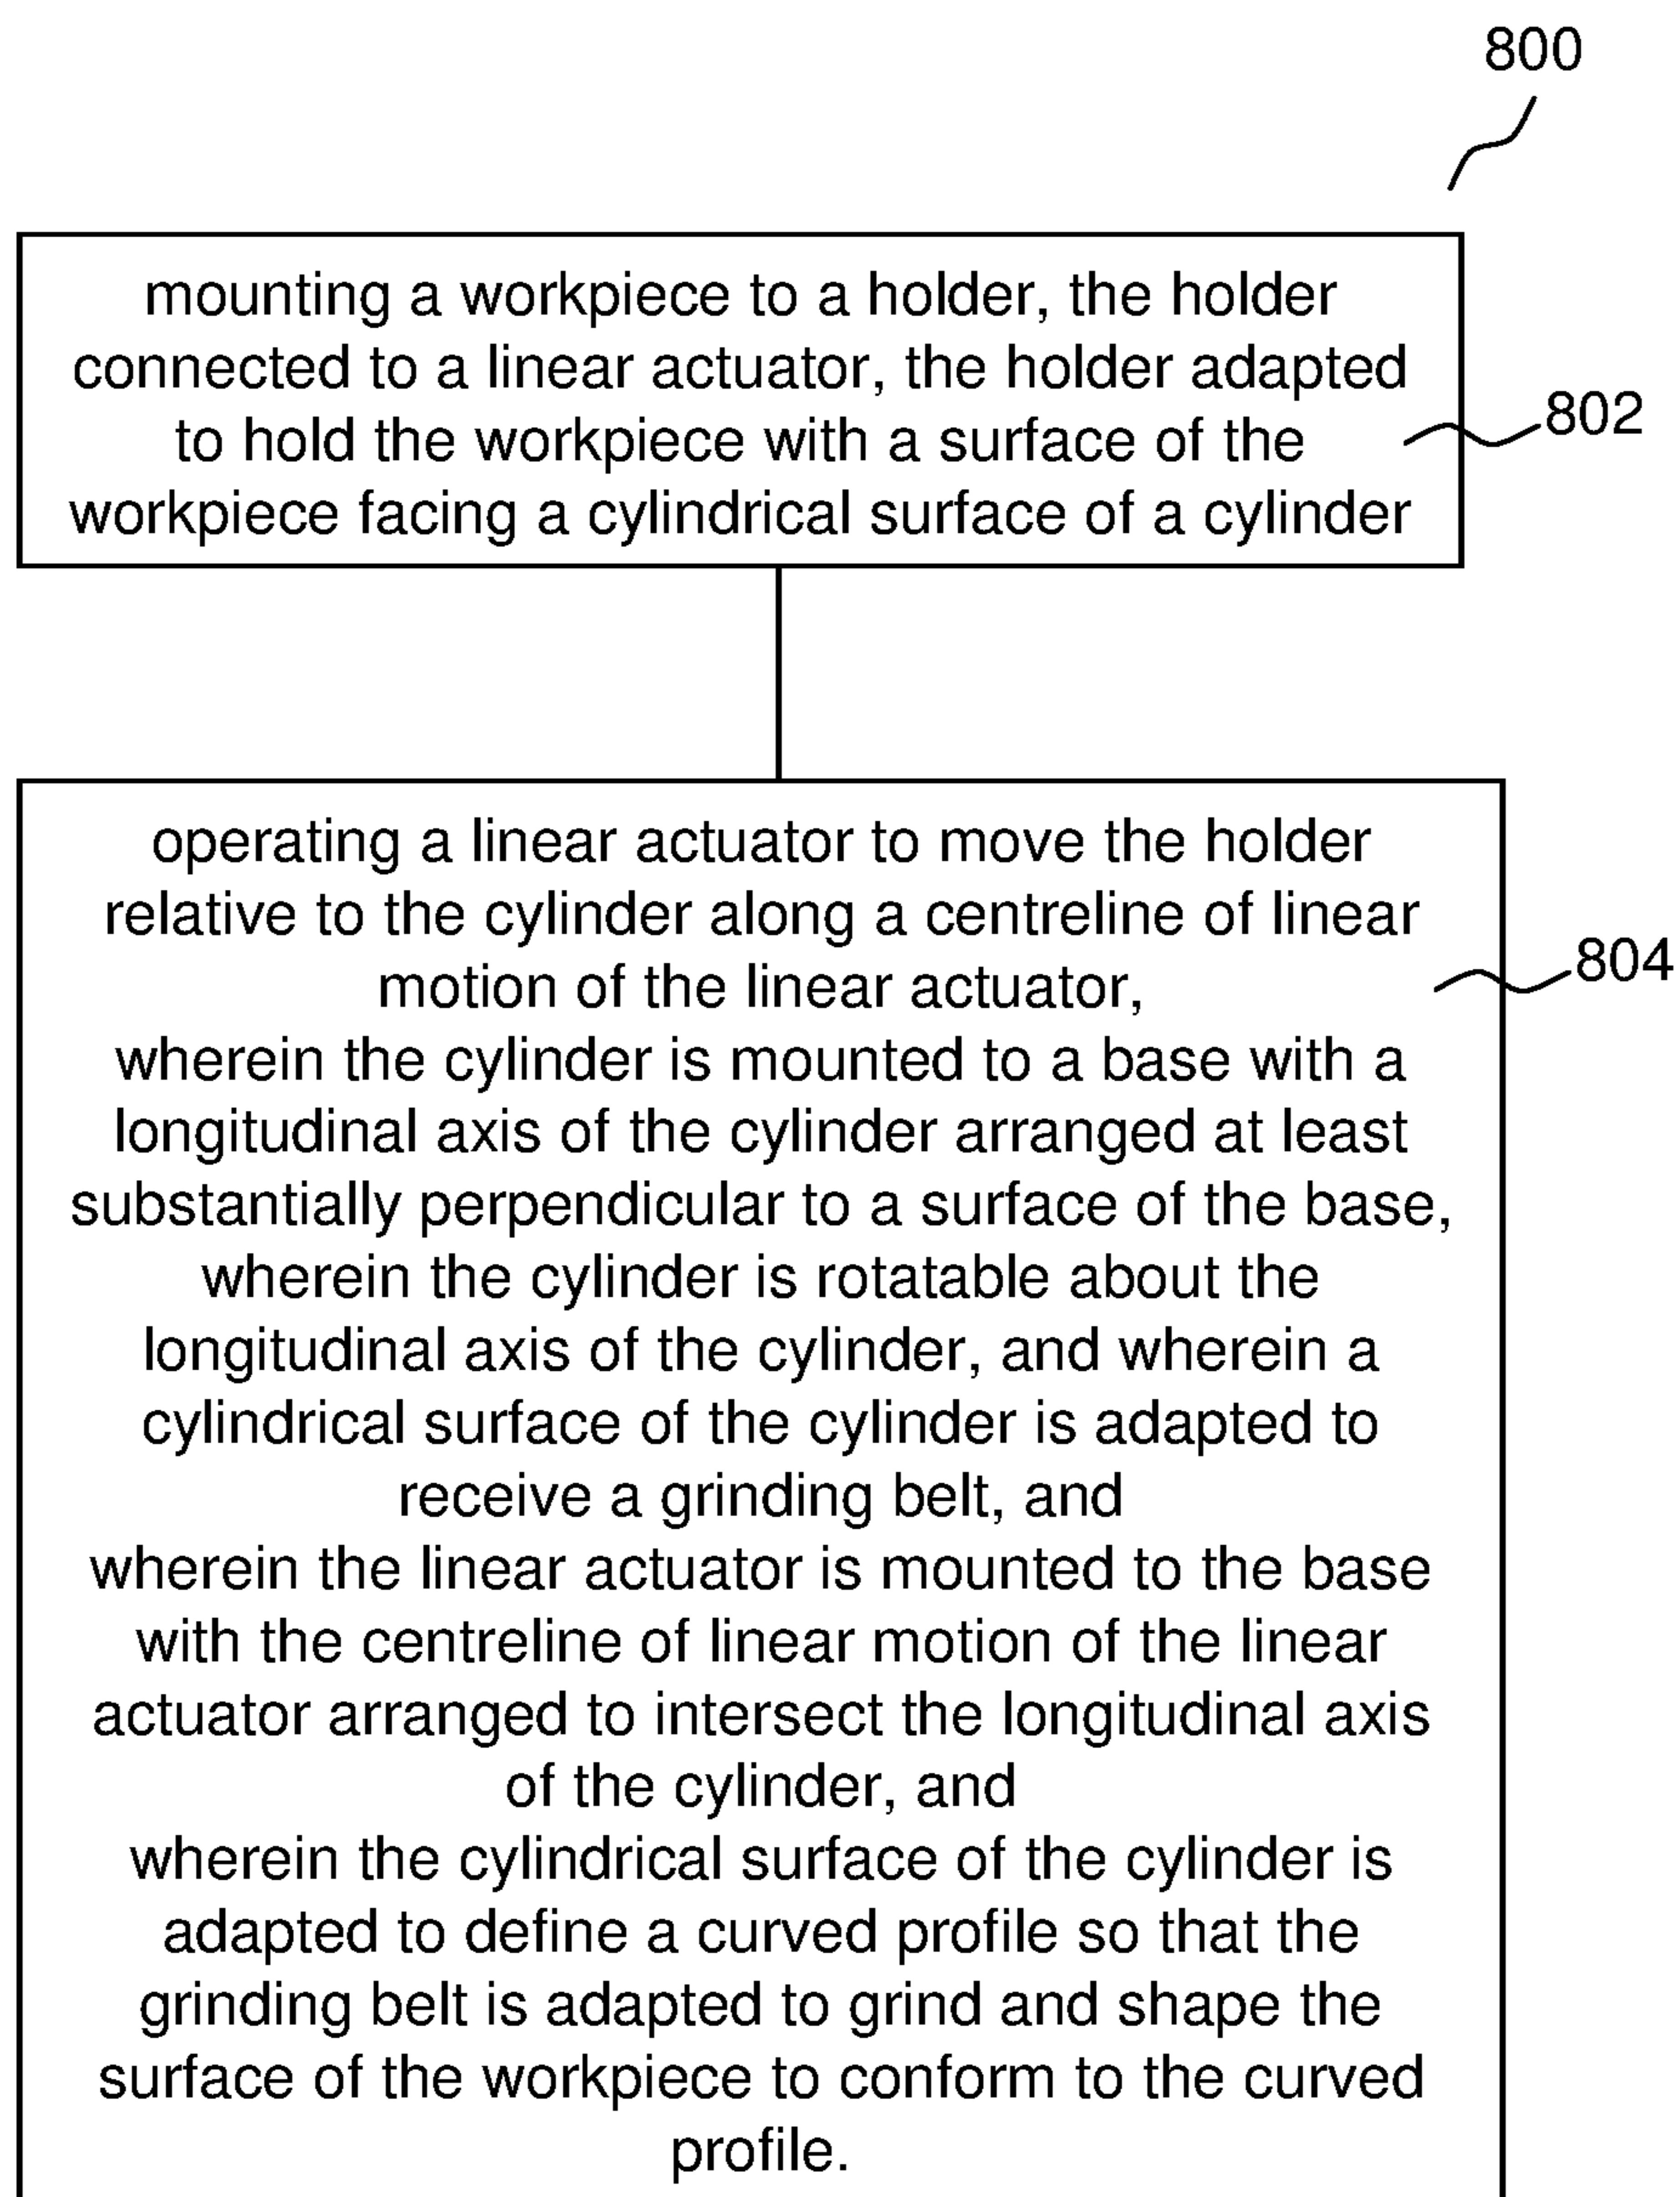 800
mounting a workpiece to a holder, the holder
connected to a linear actuator, the holder adapted
to hold the workpiece with a surface of the
workpiece facing a cylindrical surface of a cylinder
802
operating a linear actuator to move the holder
relative to the cylinder along a centreline of linear
motion of the linear actuator,
wherein the cylinder is mounted to a base with a
longitudinal axis of the cylinder arranged at least
substantially perpendicular to a surface of the base,
wherein the cylinder is rotatable about the
longitudinal axis of the cylinder, and wherein a
cylindrical surface of the cylinder is adapted to
receive a grinding belt, and
wherein the linear actuator is mounted to the base
with the centreline of linear motion of the linear
actuator arranged to intersect the longitudinal axis
of the cylinder, and
wherein the cylindrical surface of the cylinder is
adapted to define a curved profile so that the
grinding belt is adapted to grind and shape the
surface of the workpiece to conform to the curved
profile.
804